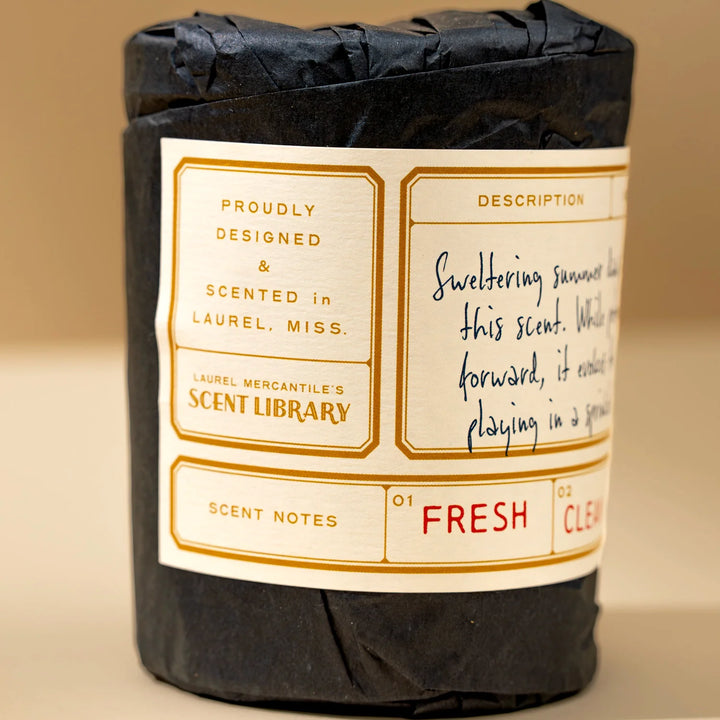 PROUDLY
DESIGNED
&
SCENTED in
LAUREL, MISS.
LAUREL MERCANTILE'S
SCENT LIBRARY
DESCRIPTION
Sweltering summer
this scent. While
forward, it
playing in a
SCENT NOTES
01
FRESH
02